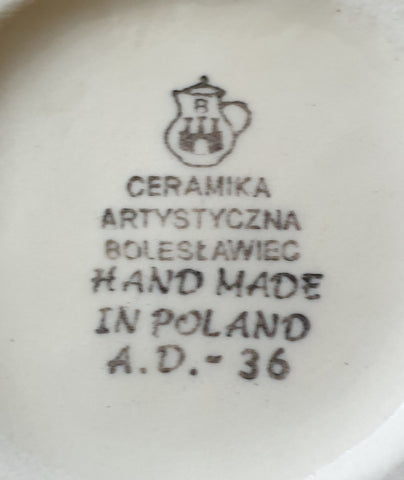 B
CERAMIKA
ARTYSTYCZNA
BOLESŁAWIEC
HAND MADE
IN POLAND
A.D.- 36